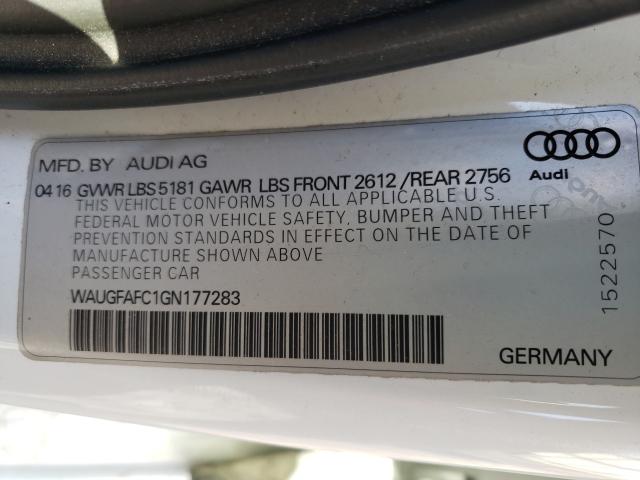 MFD. BY AUDI AG
Audi
04 16 GVWR LBS 5181 GAWR LBS FRONT 2612 / REAR 2756
THIS VEHICLE CONFORMS TO ALL APPLICABLE U.S.
FEDERAL MOTOR VEHICLE SAFETY, BUMPER AND THEFT
PREVENTION STANDARDS IN EFFECT ON THE DATE OF
MANUFACTURE SHOWN ABOVE
PASSENGER CAR
WAUGFAFC1GN177283
GERMANY
1522570